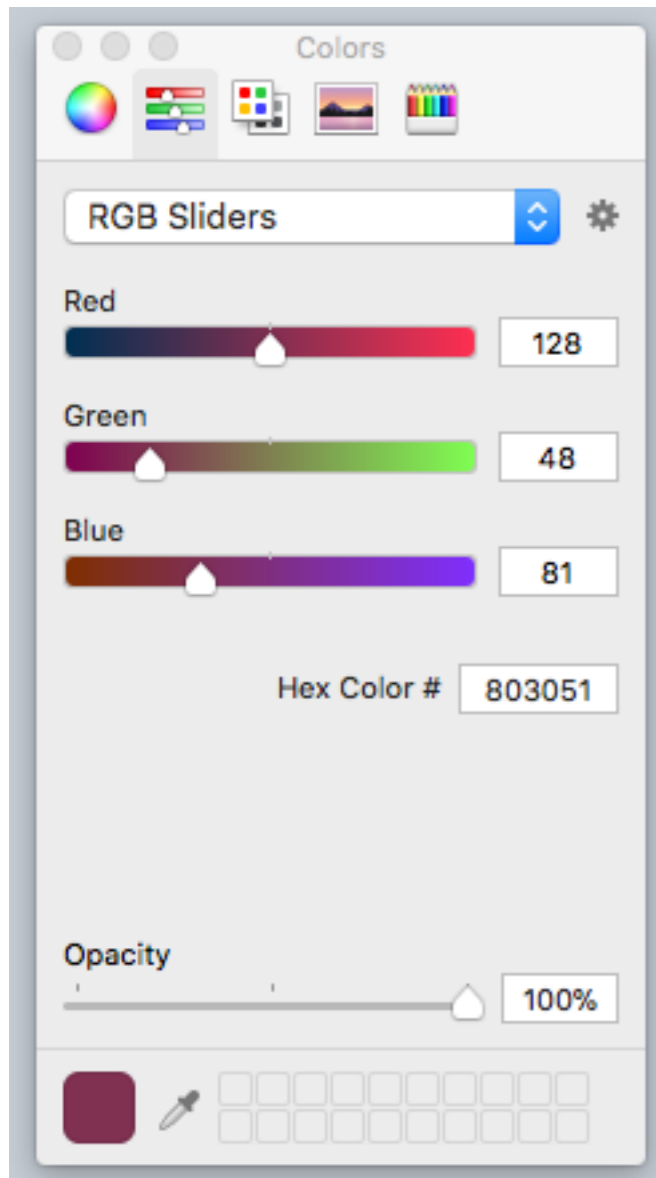 Colors
RGB Sliders
Red
128
Green
48
Blue
81
Hex Color # 803051
Opacity
100%